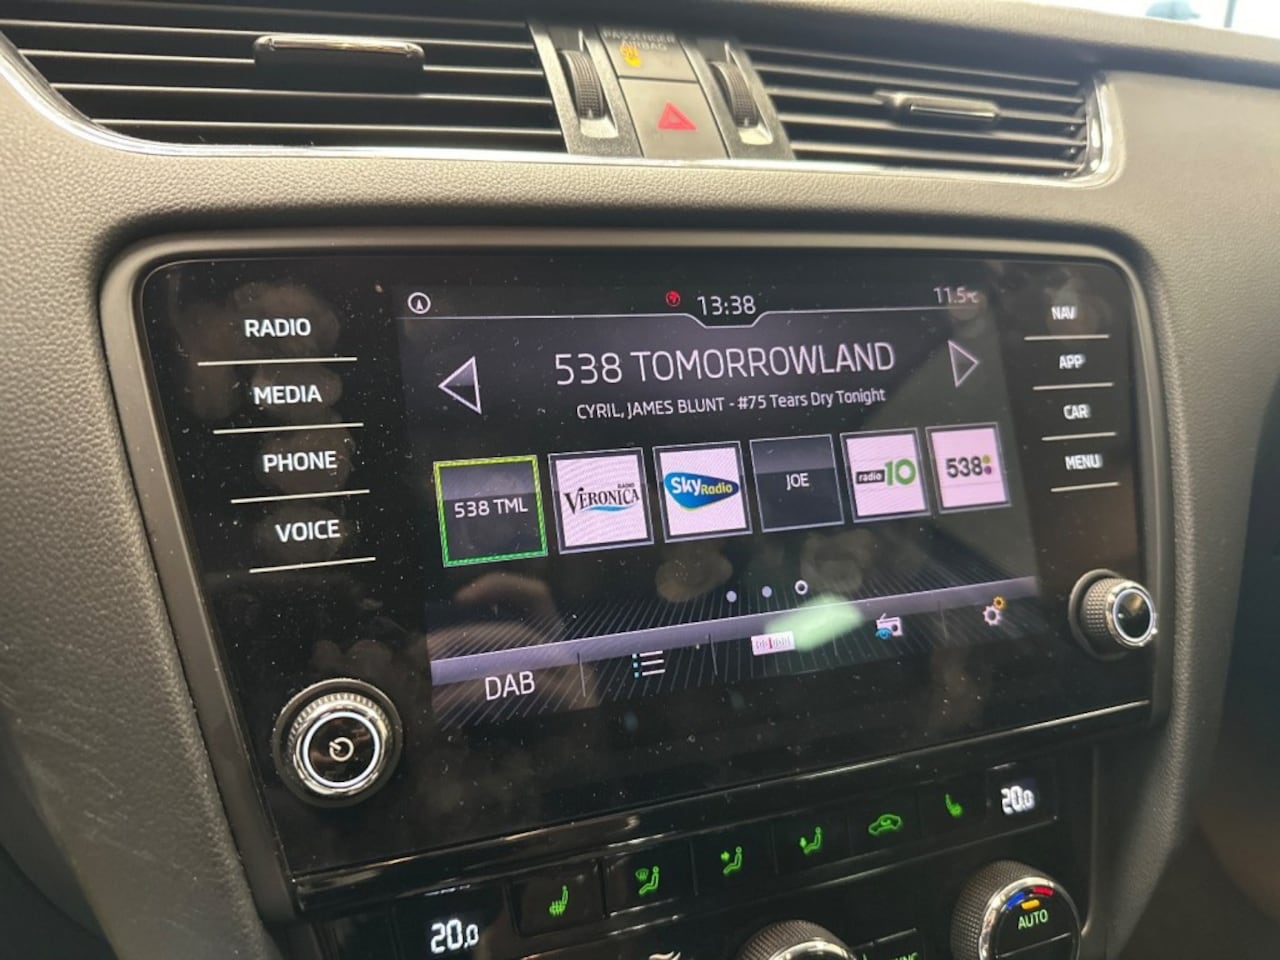 PASSENGER
AIRBAG
RADIO
MEDIA
PHONE
VOICE
13:38
11.5°C
538 TOMORROWLAND
CYRIL, JAMES BLUNT - #75 Tears Dry Tonight
538 TML
RADIO
VERONICA
Sky Radio
JOE
radio 10
538
DAB
NAV
APP
CAR
MENU
20.0
20.0
AUTO